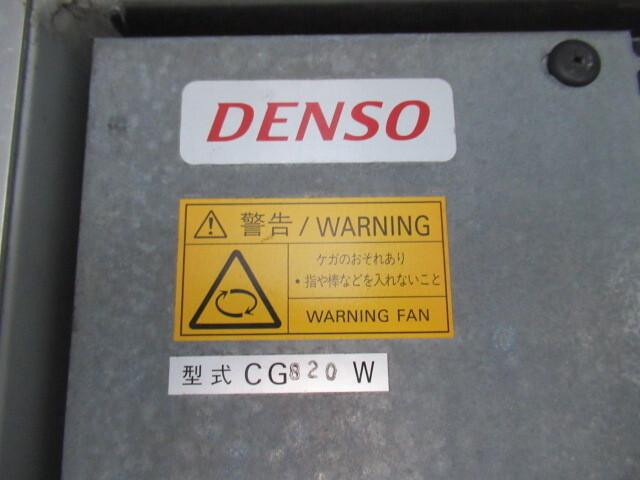 DENSO
警告 / WARNING
ケガのおそれあり
・指や棒などを入れないこと
WARNING FAN
型式 CG820 W